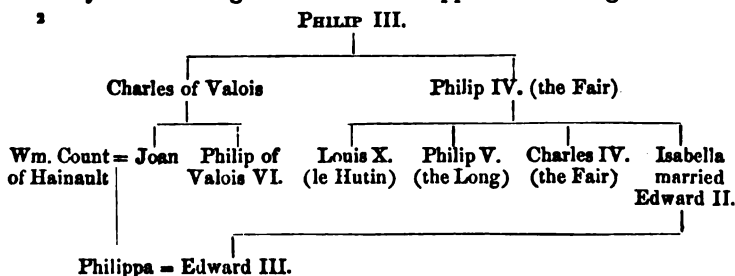 2
PHILIP III.
Charles of Valois Philip IV. (the Fair)
Wm. Count = Joan Philip of Louis X. Philip V. Charles IV. Isabella
of Hainault Valois VI. (le Hutin) (the Long) (the Fair) married
Edward II.
Philippa = Edward III.